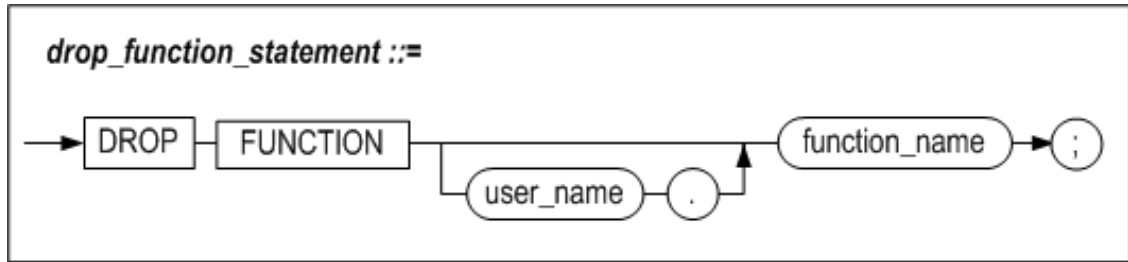 drop_function_statement ::=
DROP FUNCTION function_name ;
user_name .